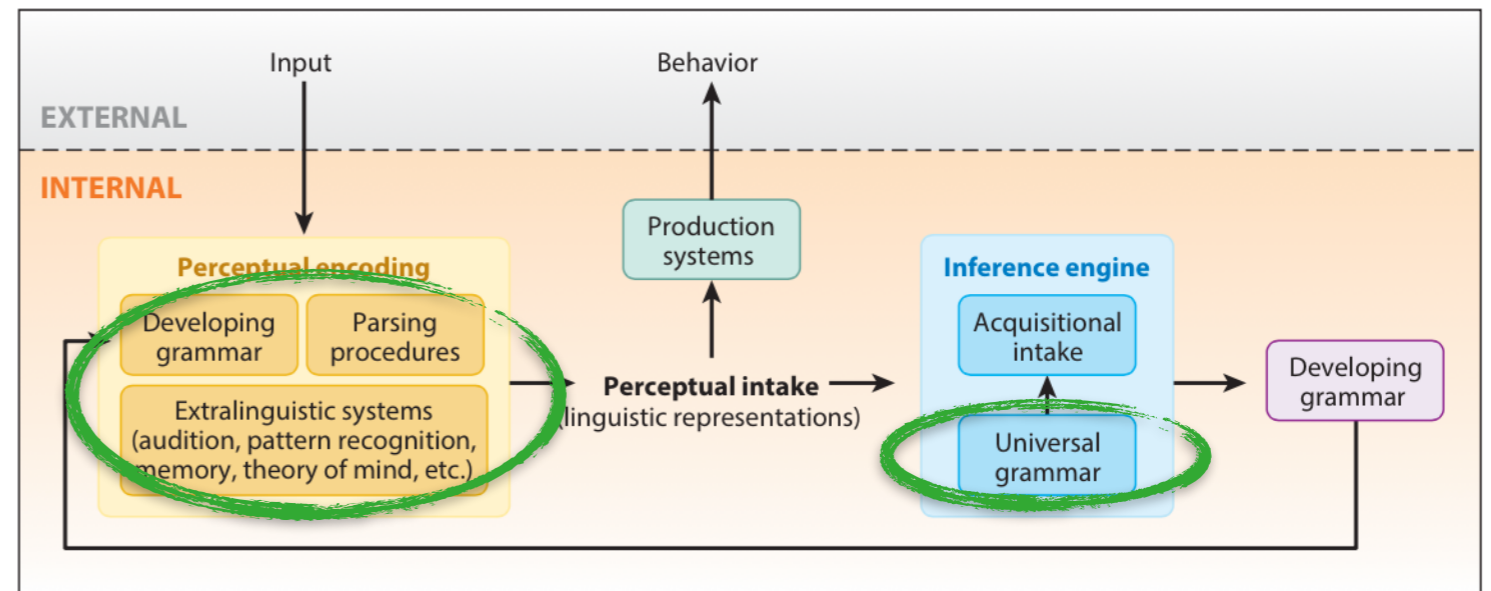 Input
Behavior
EXTERNAL
INTERNAL
Perceptual encoding
Developing
grammar
Parsing
procedures
Extralinguistic systems
(audition, pattern recognition,
memory, theory of mind, etc.)
Production
systems
Perceptual intake
(linguistic representations)
Inference engine
Acquisitional
intake
Universal
grammar
Developing
grammar